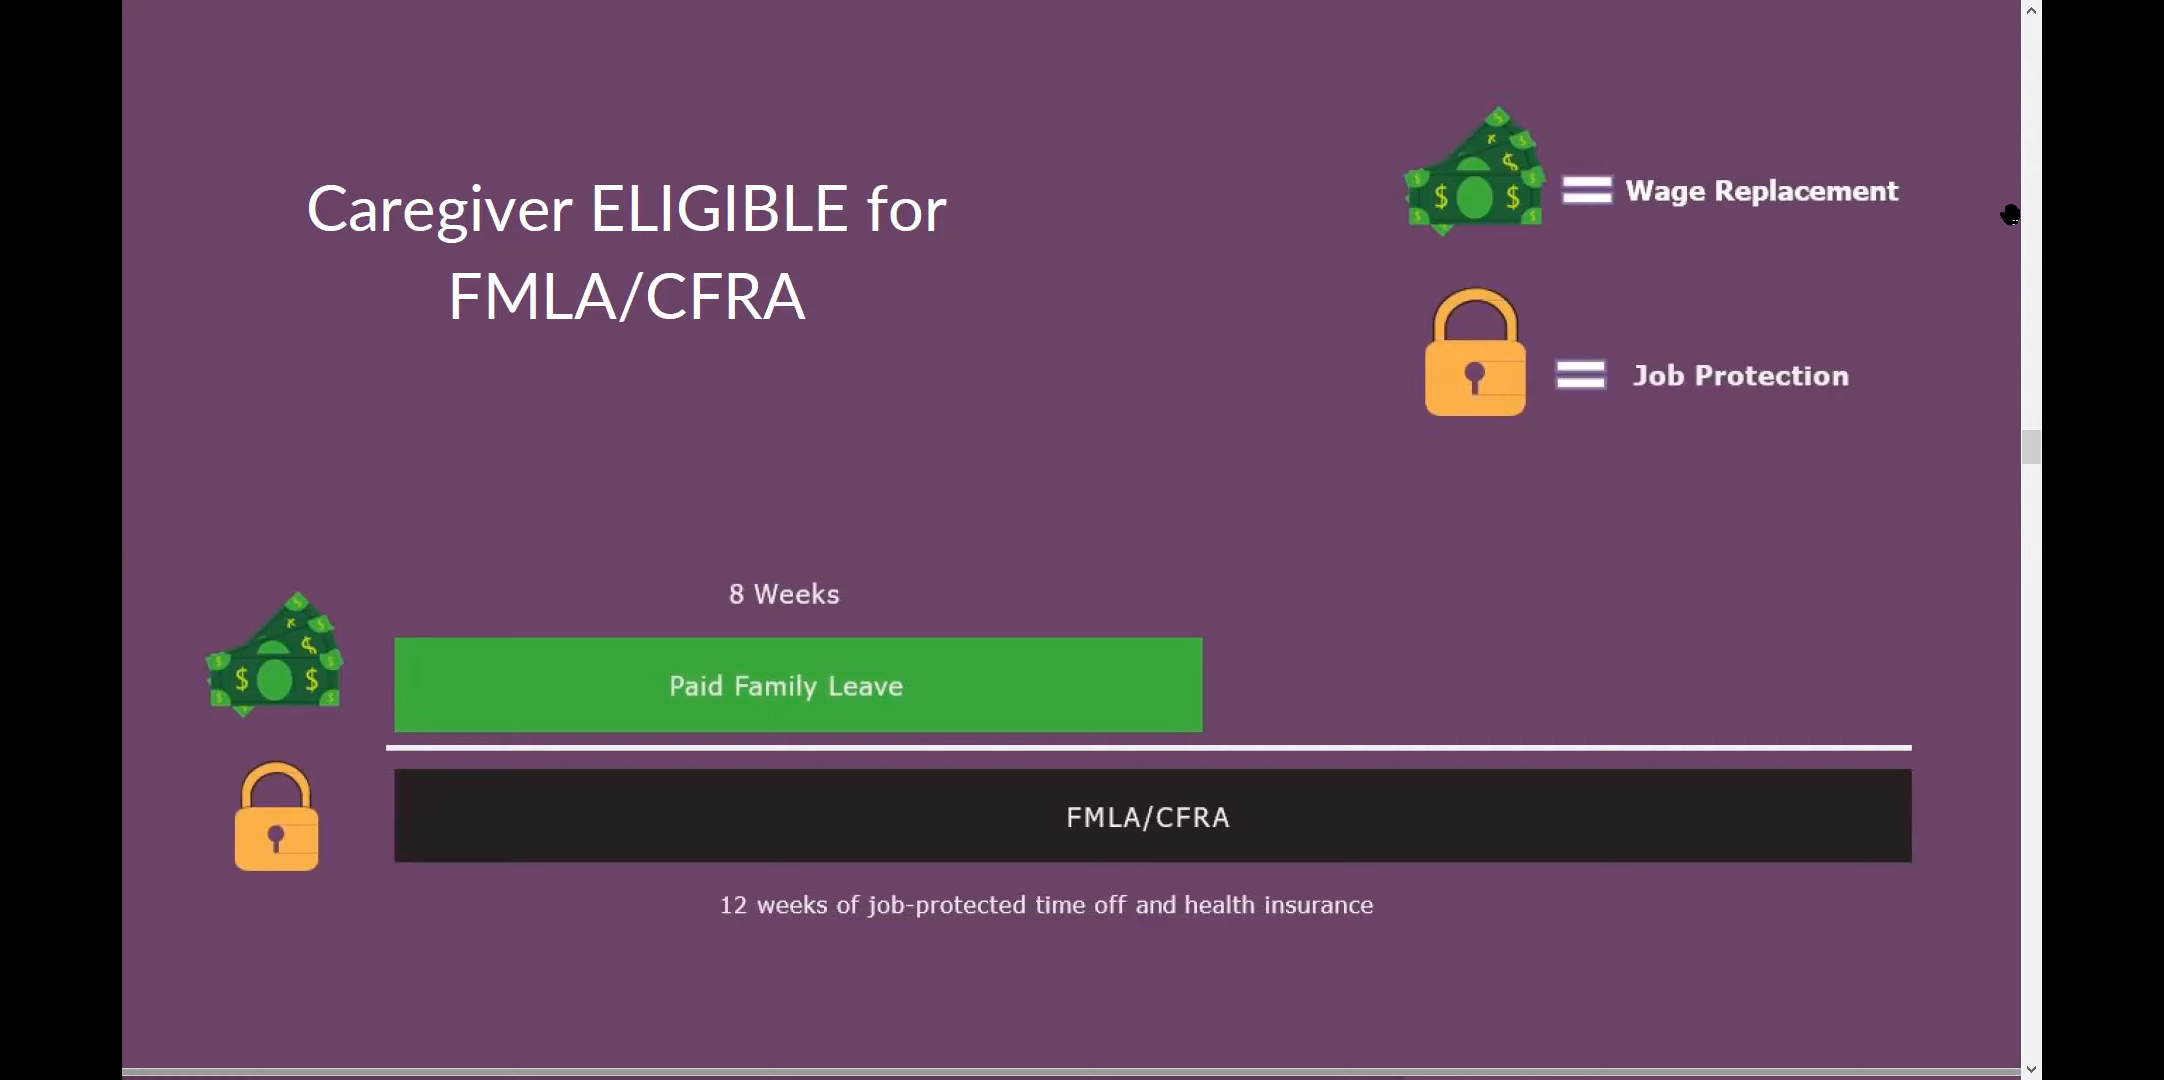 Caregiver ELIGIBLE for
FMLA/CFRA
Wage Replacement
Job Protection
8 Weeks
Paid Family Leave
FMLA/CFRA
12 weeks of job-protected time off and health insurance